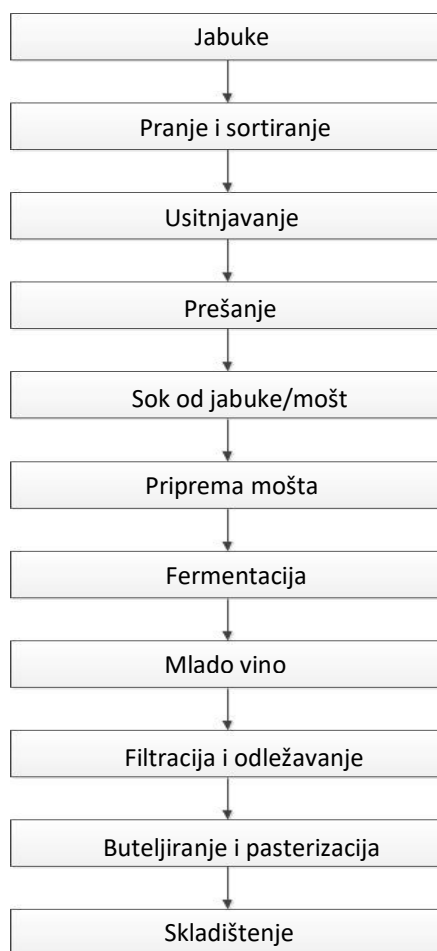 Jabuke
Pranje i sortiranje
Usitnjavanje
Prešanje
Sok od jabuke/mošt
Priprema mošta
Fermentacija
Mlado vino
Filtracija i odležavanje
Buteljiranje i pasterizacija
Skladištenje